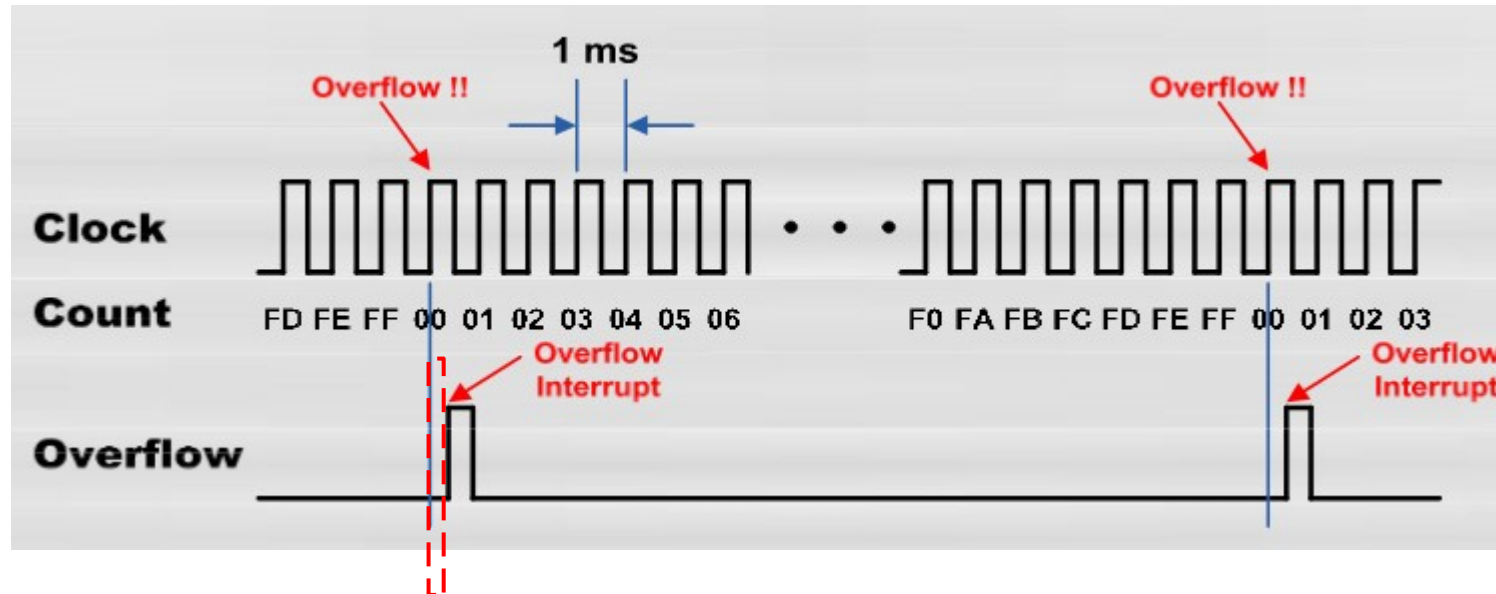 1 ms
Overflow !!
Overflow !!
Clock
Count
FD FE FF 00 01 02 03 04 05 06
F0 FA FB FC FD FE FF 00 01 02 03
Overflow
Interrupt
Overflow
Interrupt
Overflow